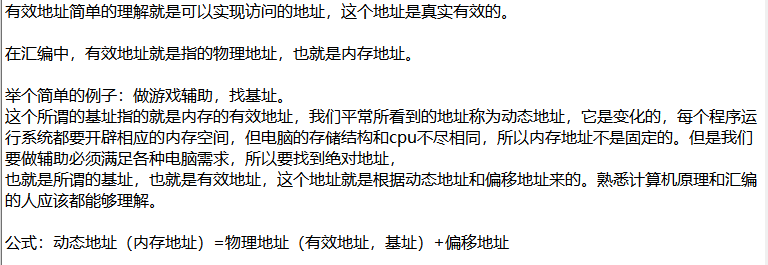 有效地址简单的理解就是可以实现访问的地址，这个地址是真实有效的。
在汇编中，有效地址就是指的物理地址，也就是内存地址。
举个简单的例子：做游戏辅助，找基址。
这个所谓的基址指的就是内存的有效地址，我们平常所看到的地址称为动态地址，它是变化的，每个程序运
行系统都要开辟相应的内存空间，但电脑的存储结构和cpu不尽相同，所以内存地址不是固定的。但是我们
要做辅助必须满足各种电脑需求，所以要找到绝对地址，
也就是所谓的基址，也就是有效地址，这个地址就是根据动态地址和偏移地址来的。熟悉计算机原理和汇编
的人应该都能够理解。
公式：动态地址（内存地址）=物理地址（有效地址，基址）+偏移地址